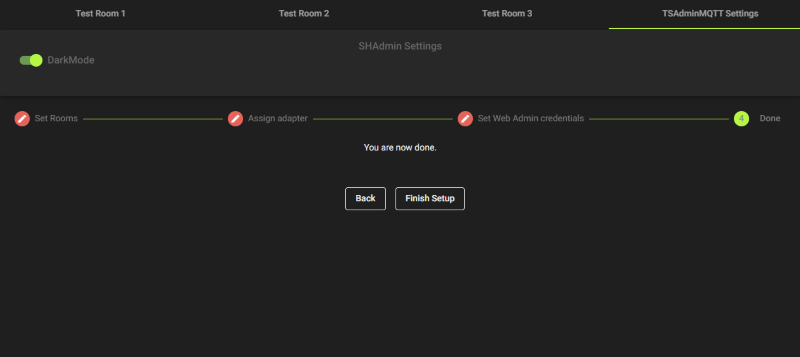 Test Room 1 Test Room 2 Test Room 3 TSAdminMQTT Settings
SHAdmin Settings
DarkMode
Set Rooms Assign adapter Set Web Admin credentials 4 Done
You are now done.
Back Finish Setup